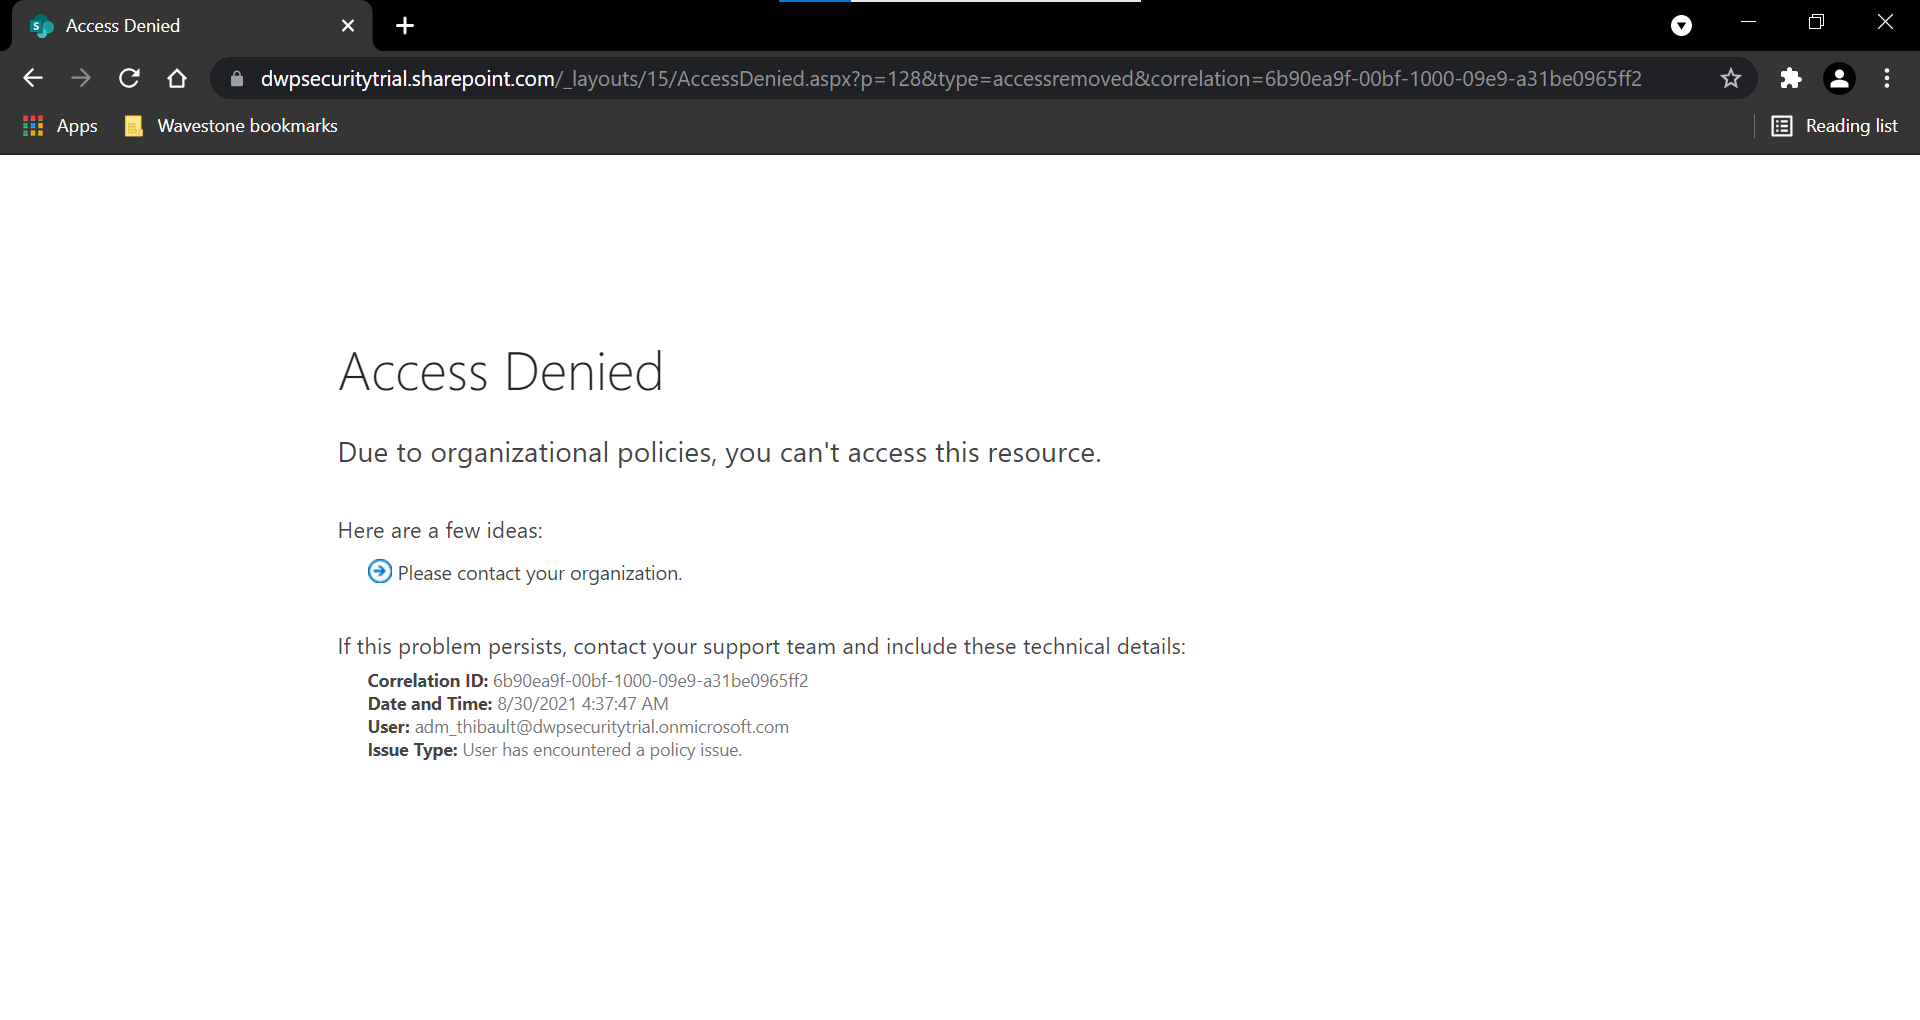 Access Denied
dwpsecuritytrial.sharepoint.com/_layouts/15/AccessDenied.aspx?p=128&type=accessremoved&correlation=6b90ea9f-00bf-1000-09e9-a31be0965ff2
Apps
Wavestone bookmarks
Reading list
Access Denied
Due to organizational policies, you can't access this resource.
Here are a few ideas:
Please contact your organization.
If this problem persists, contact your support team and include these technical details:
Correlation ID: 6b90ea9f-00bf-1000-09e9-a31be0965ff2
Date and Time: 8/30/2021 4:37:47 AM
User: adm_thibault@dwpsecuritytrial.onmicrosoft.com
Issue Type: User has encountered a policy issue.